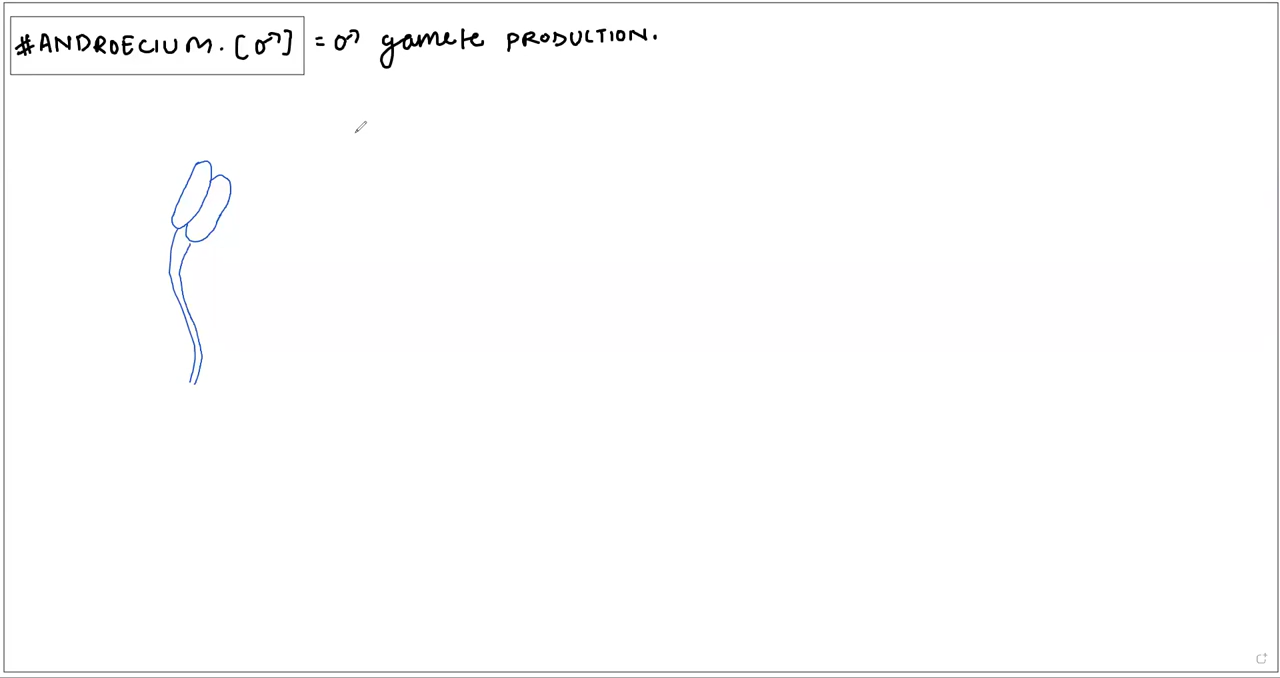 #ANDROECIUM. [♂] = ♂ gamete PRODUCTION.